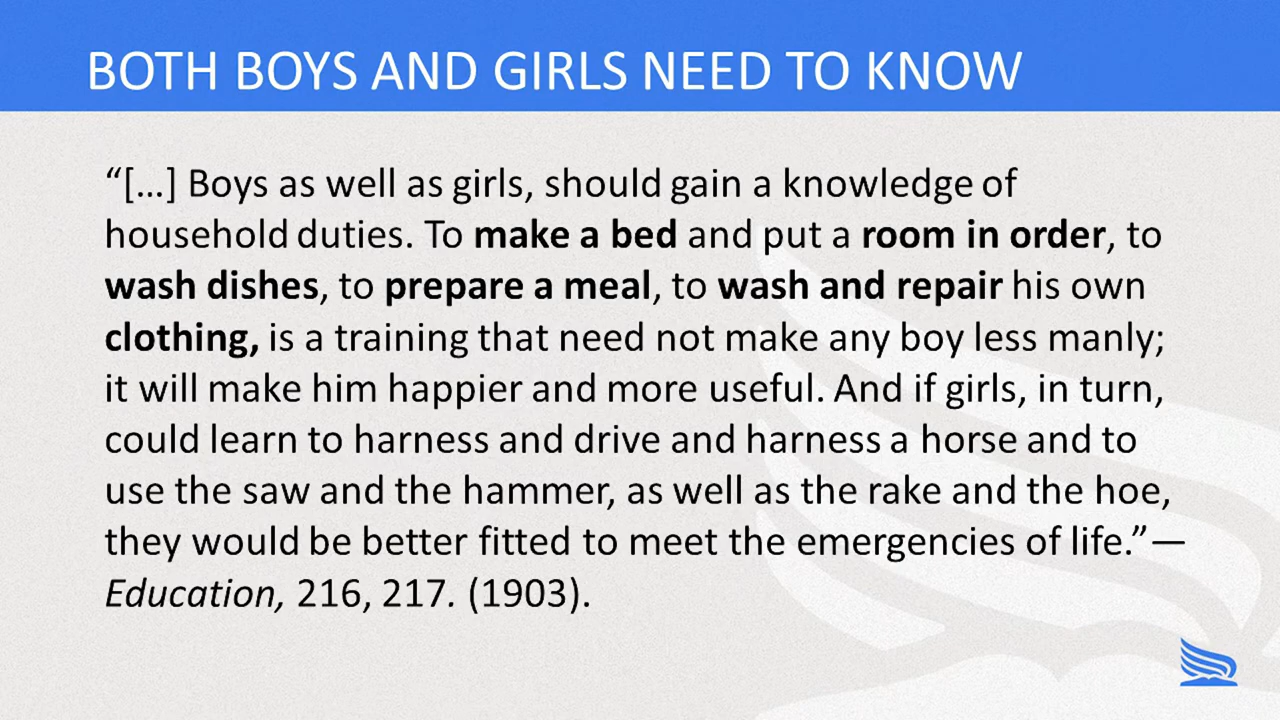 BOTH BOYS AND GIRLS NEED TO KNOW
“[…] Boys as well as girls, should gain a knowledge of
household duties. To make a bed and put a room in order, to
wash dishes, to prepare a meal, to wash and repair his own
clothing, is a training that need not make any boy less manly;
it will make him happier and more useful. And if girls, in turn,
could learn to harness and drive and harness a horse and to
use the saw and the hammer, as well as the rake and the hoe,
they would be better fitted to meet the emergencies of life.”—
Education, 216, 217. (1903).